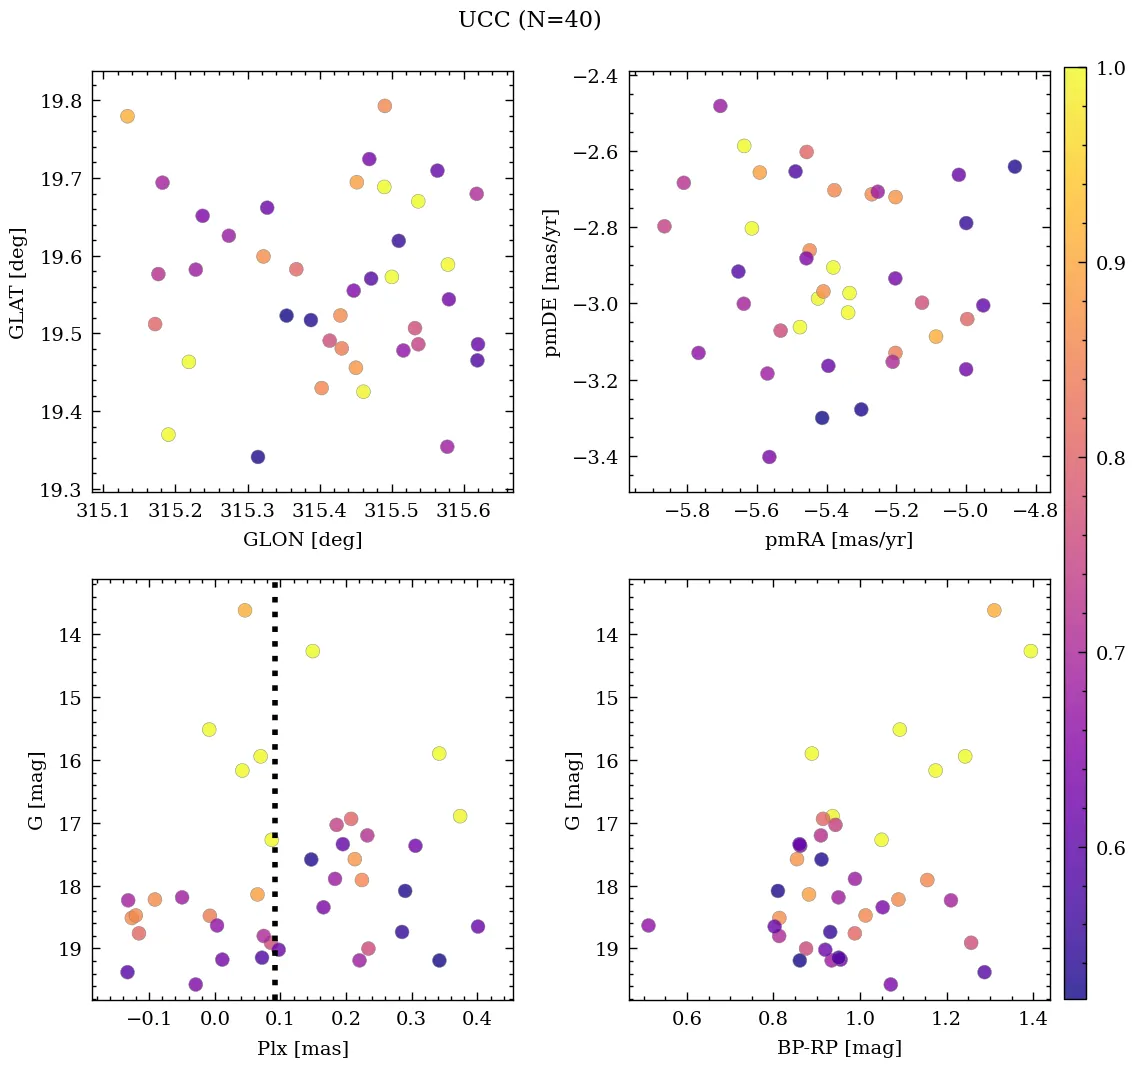 UCC (N=40)
19.8
19.7
19.6
19.5
19.4
19.3
GLAT [deg]
315.1 315.2 315.3 315.4 315.5 315.6
GLON [deg]
−2.4
−2.6
−2.8
−3.0
−3.2
−3.4
pmDE [mas/yr]
−5.8 −5.6 −5.4 −5.2 −5.0 −4.8
pmRA [mas/yr]
14
15
16
17
18
19
G [mag]
−0.1 0.0 0.1 0.2 0.3 0.4
Plx [mas]
14
15
16
17
18
19
G [mag]
0.6 0.8 1.0 1.2 1.4
BP-RP [mag]
1.0
0.9
0.8
0.7
0.6